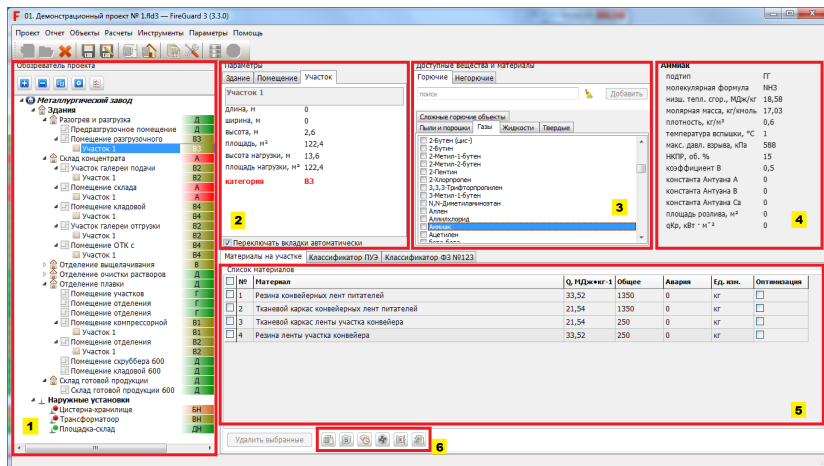 01. Демонстрационный проект № 1.fld3 — FireGuard 3 (3.3.0)
Проект Отчет Объекты Расчеты Инструменты Параметры Помощь
Обозреватель проекта
Металлургический завод
Здания
Разогрев и разгрузка Д
Предразгрузочное помещение Д
Помещение разгрузочного В3
Участок 1 В3
Склад концентрата А
Участок галереи подачи В2
Участок 1 В2
Помещение склада А
Участок 1 А
Помещение кладовой В4
Участок 1 В4
Участок галереи отгрузки В2
Участок 1 В2
Помещение ОТК с В4
Участок 1 В4
Отделение выщелачивания В
Отделение очистки растворов Д
Отделение плавки Д
Помещение участков Г
Помещение отделения Г
Помещение отделения Г
Помещение компрессорной В1
Участок 1 В1
Помещение отделения В2
Участок 1 В2
Помещение скруббера 600 Д
Помещение кладовой 600 Д
Склад готовой продукции Д
Склад готовой продукции 600 Д
Наружные установки
Цистерна-хранилище БН
Трансформатоор ВН
Площадка-склад ДН
1
Параметры
Здание Помещение Участок
Участок 1
длина, м 0
ширина, м 0
высота, м 2,6
площадь, м² 122,4
высота нагрузки, м 13,6
площадь нагрузки, м² 122,4
категория В3
2
Переключать вкладки автоматически
Доступные вещества и материалы
Горючие Негорючие
поиск Добавить
Сложные горючие объекты
Пыли и порошки Газы Жидкости Твердые
2-Бутен (цис-)
2-Бутин
2-Метил-1-бутен
2-Метил-2-бутен
2-Пентин
2-Хлорпропен
3,3,3-Трифторпропилен
3-Метил-1-бутен
N,N-Диметиламиноэтан
Аллен
Аллилхлорид
Аммиак
Ацетилен
3
Аммиак
подтип ГГ
молекулярная формула NH3
низш. тепл. сгор., МДж/кг 18,58
молярная масса, кг/кмоль 17,03
плотность, кг/м³ 0,6
температура вспышки, °C 1
макс. давл. взрыва, кПа 588
НКПР, об. % 15
коэффициент В 0,5
константа Антуана А 0
константа Антуана В 0
константа Антуана Са 0
площадь розлива, м² 0
qКр, кВт · м⁻² 0
4
Материалы на участке Классификатор ПУЭ Классификатор ФЗ №123
Список материалов
№ Материал Q, МДж•кг-1 Общее Авария Ед. изм. Оптимизация
1 Резина конвейерных лент питателей 33,52 1350 0 кг
2 Тканевой каркас конвейерных лент питателей 21,54 1350 0 кг
3 Тканевой каркас ленты участка конвейера 21,54 250 0 кг
4 Резина ленты участка конвейера 33,52 250 0 кг
5
Удалить выбранные
6